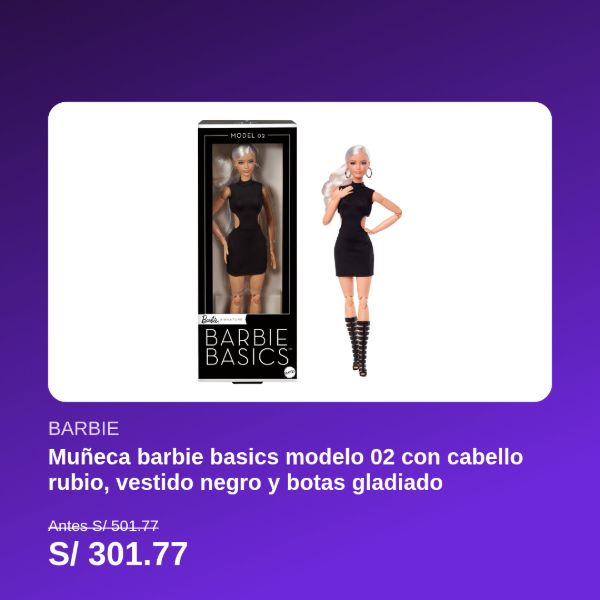 MODEL 02
Barbie SIGNATURE
BARBIE
BASICS™
BARBIE
Muñeca barbie basics modelo 02 con cabello
rubio, vestido negro y botas gladiado
Antes S/ 501.77
S/ 301.77